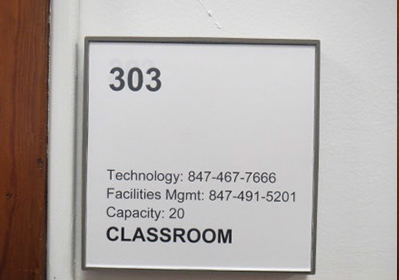 303
Technology: 847-467-7666
Facilities Mgmt: 847-491-5201
Capacity: 20
CLASSROOM